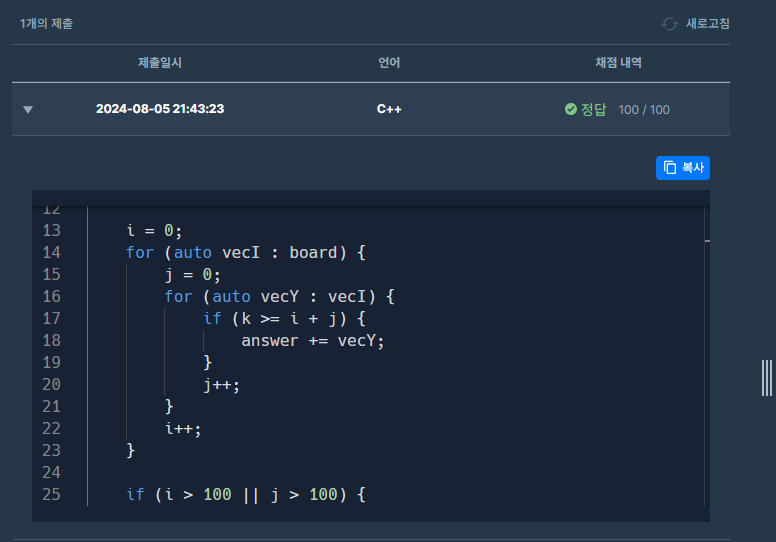 1개의 제출 새로고침
제출일시 언어 채점 내역
2024-08-05 21:43:23 C++ 정답 100 / 100
복사
12
13 i = 0;
14 for (auto vecI : board) {
15 j = 0;
16 for (auto vecY : vecI) {
17 if (k >= i + j) {
18 answer += vecY;
19 }
20 j++;
21 }
22 i++;
23 }
24
25 if (i > 100 || j > 100) {